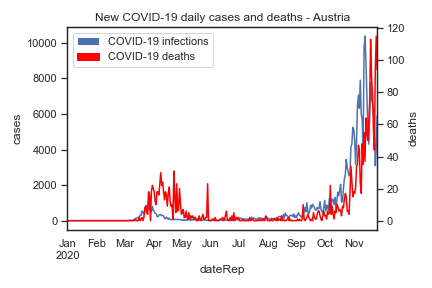 New COVID-19 daily cases and deaths - Austria
COVID-19 infections
COVID-19 deaths
10000
8000
6000
4000
2000
0
cases
120
100
80
60
40
20
0
deaths
Jan Feb Mar Apr May Jun Jul Aug Sep Oct Nov
2020
dateRep